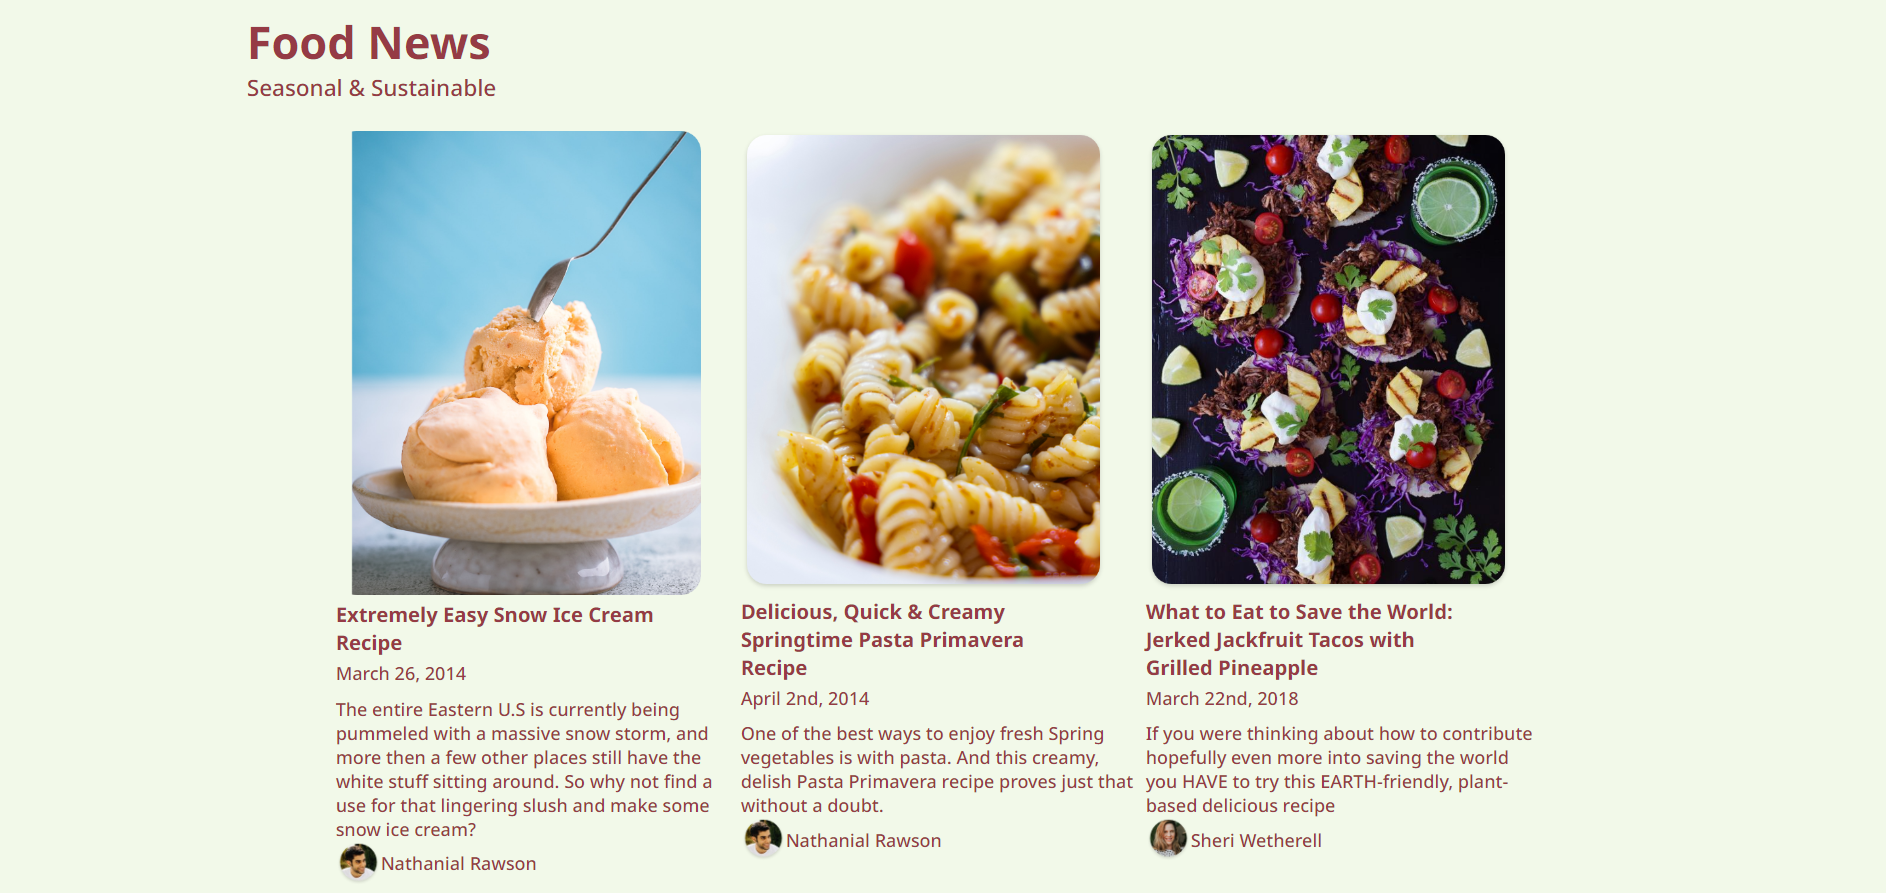 Food News
Seasonal & Sustainable
Extremely Easy Snow Ice Cream
Recipe
March 26, 2014
The entire Eastern U.S is currently being
pummeled with a massive snow storm, and
more then a few other places still have the
white stuff sitting around. So why not find a
use for that lingering slush and make some
snow ice cream?
Nathanial Rawson
Delicious, Quick & Creamy
Springtime Pasta Primavera
Recipe
April 2nd, 2014
One of the best ways to enjoy fresh Spring
vegetables is with pasta. And this creamy,
delish Pasta Primavera recipe proves just that
without a doubt.
Nathanial Rawson
What to Eat to Save the World:
Jerked Jackfruit Tacos with
Grilled Pineapple
March 22nd, 2018
If you were thinking about how to contribute
hopefully even more into saving the world
you HAVE to try this EARTH-friendly, plant-
based delicious recipe
Sheri Wetherell